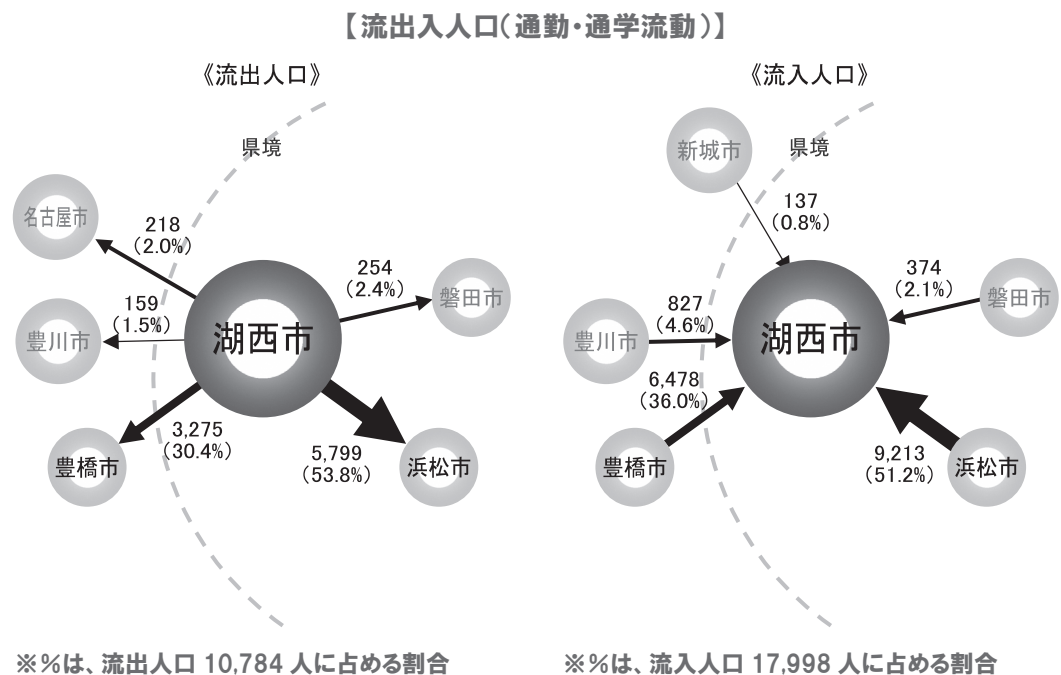 【流出入人口(通勤・通学流動)】
《流出人口》
県境
名古屋市
218
(2.0%)
254
(2.4%)
磐田市
159
(1.5%)
豊川市
湖西市
3,275
(30.4%)
豊橋市
5,799
(53.8%)
浜松市
※%は、流出人口 10,784 人に占める割合
《流入人口》
新城市
県境
137
(0.8%)
374
(2.1%)
磐田市
827
(4.6%)
豊川市
湖西市
6,478
(36.0%)
豊橋市
9,213
(51.2%)
浜松市
※%は、流入人口 17,998 人に占める割合